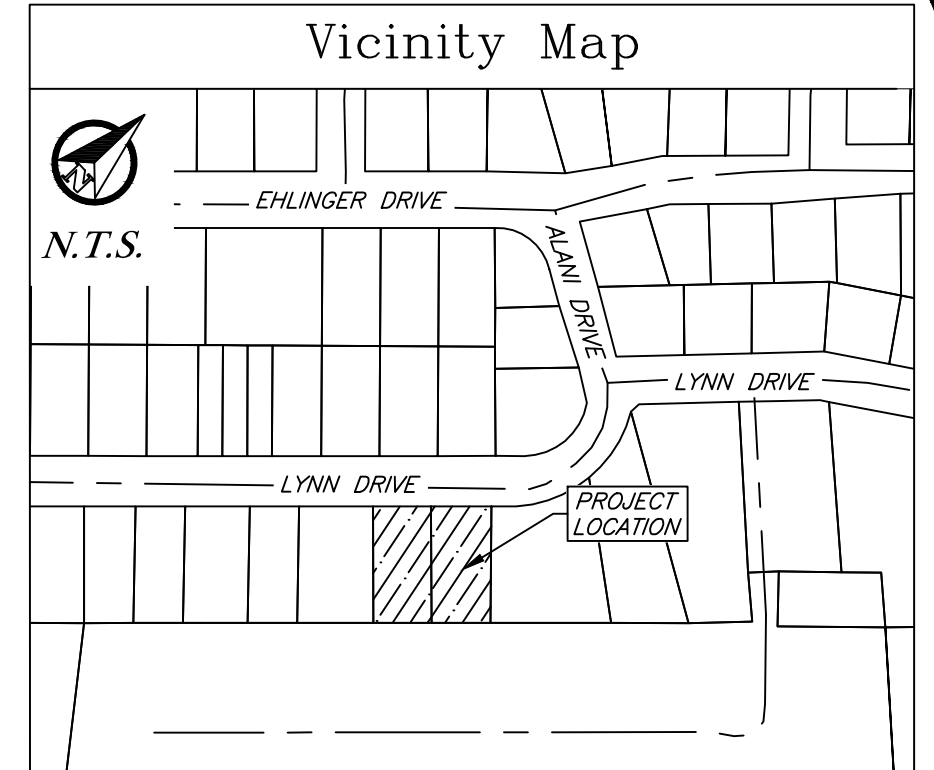 Vicinity Map
N
N.T.S.
EHLINGER DRIVE
ALANI DRIVE
LYNN DRIVE
LYNN DRIVE
PROJECT
LOCATION